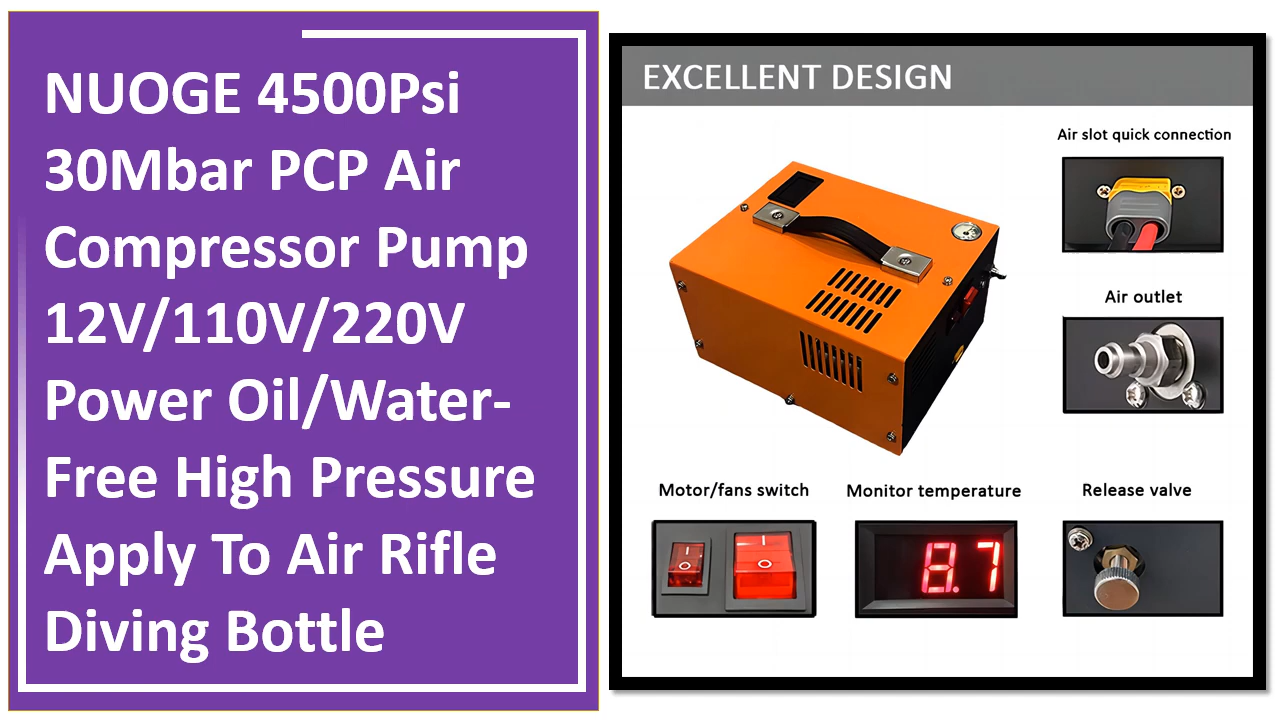 NUOGE 4500Psi
30Mbar PCP Air
Compressor Pump
12V/110V/220V
Power Oil/Water-
Free High Pressure
Apply To Air Rifle
Diving Bottle
EXCELLENT DESIGN
Air slot quick connection
Air outlet
Motor/fans switch
Monitor temperature
Release valve
8.7